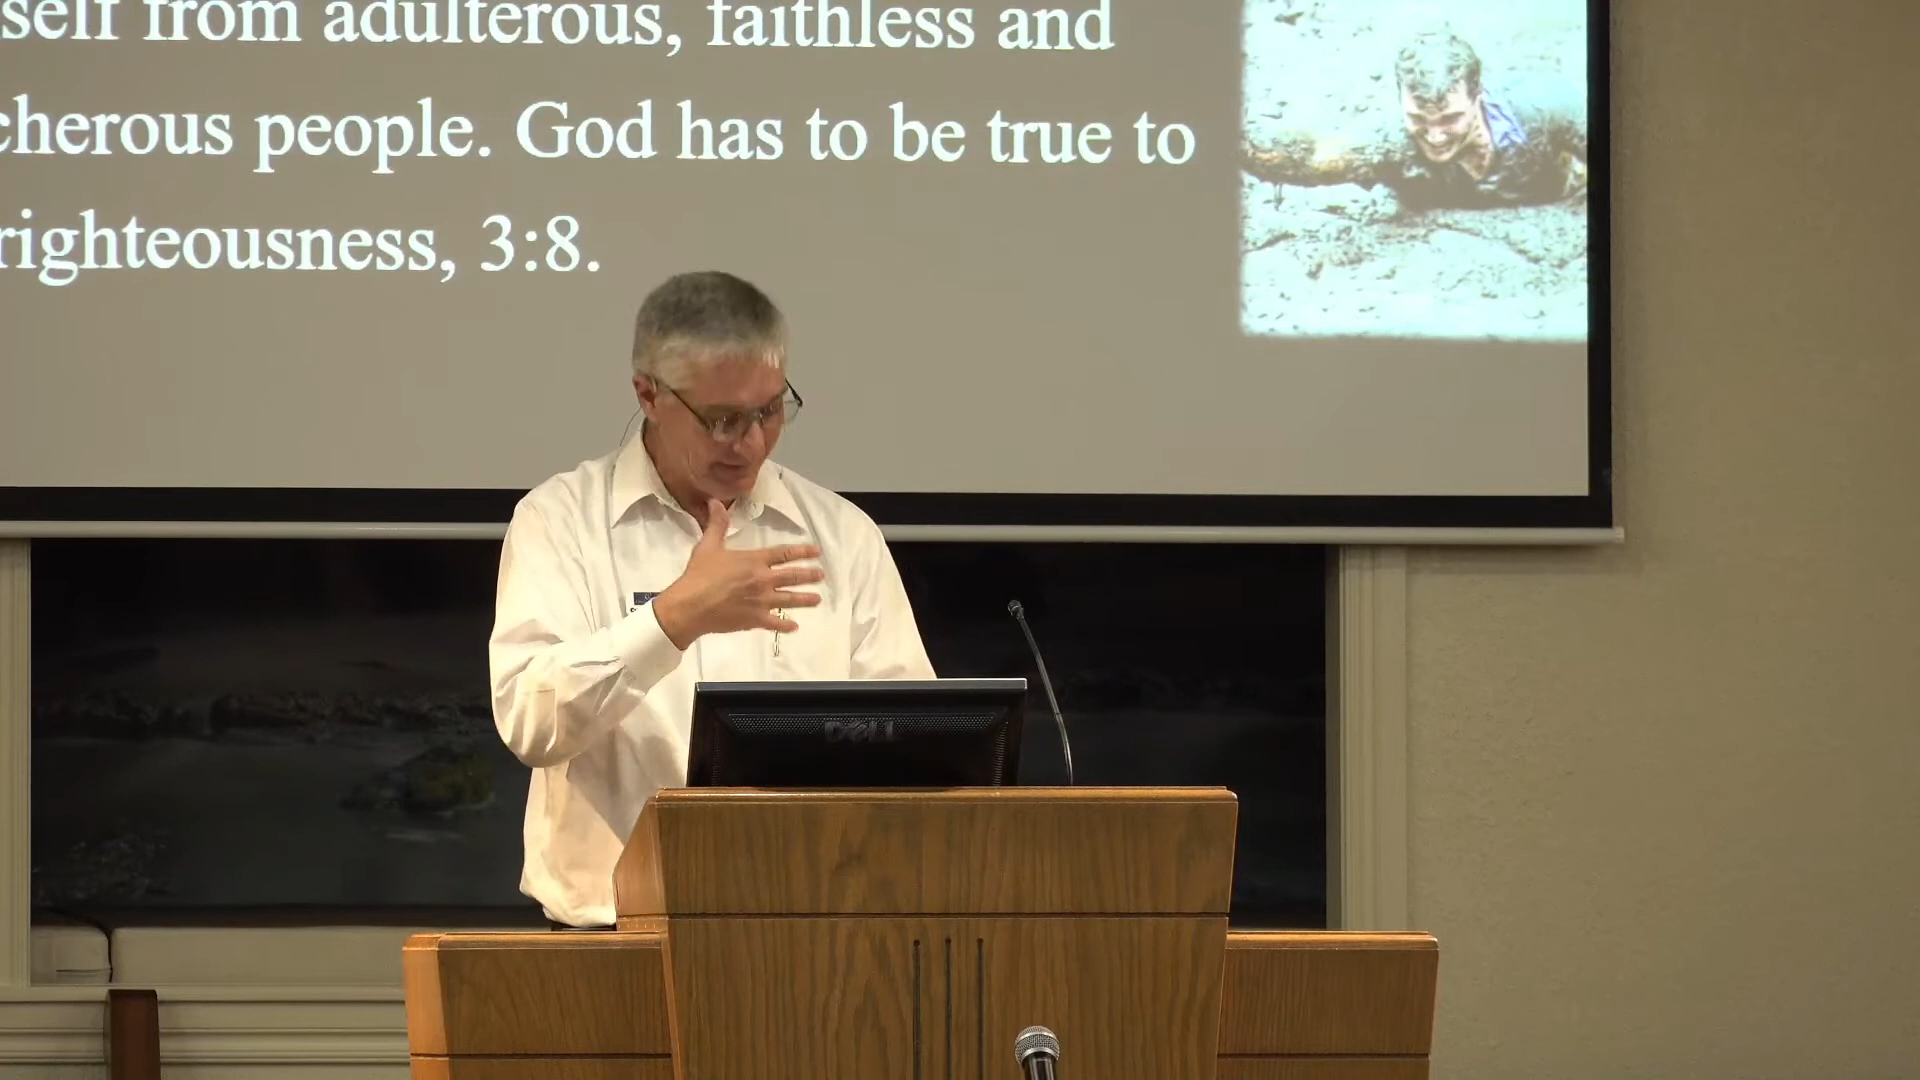 self from adulterous, faithless and
cherous people. God has to be true to
righteousness, 3:8.
DELL